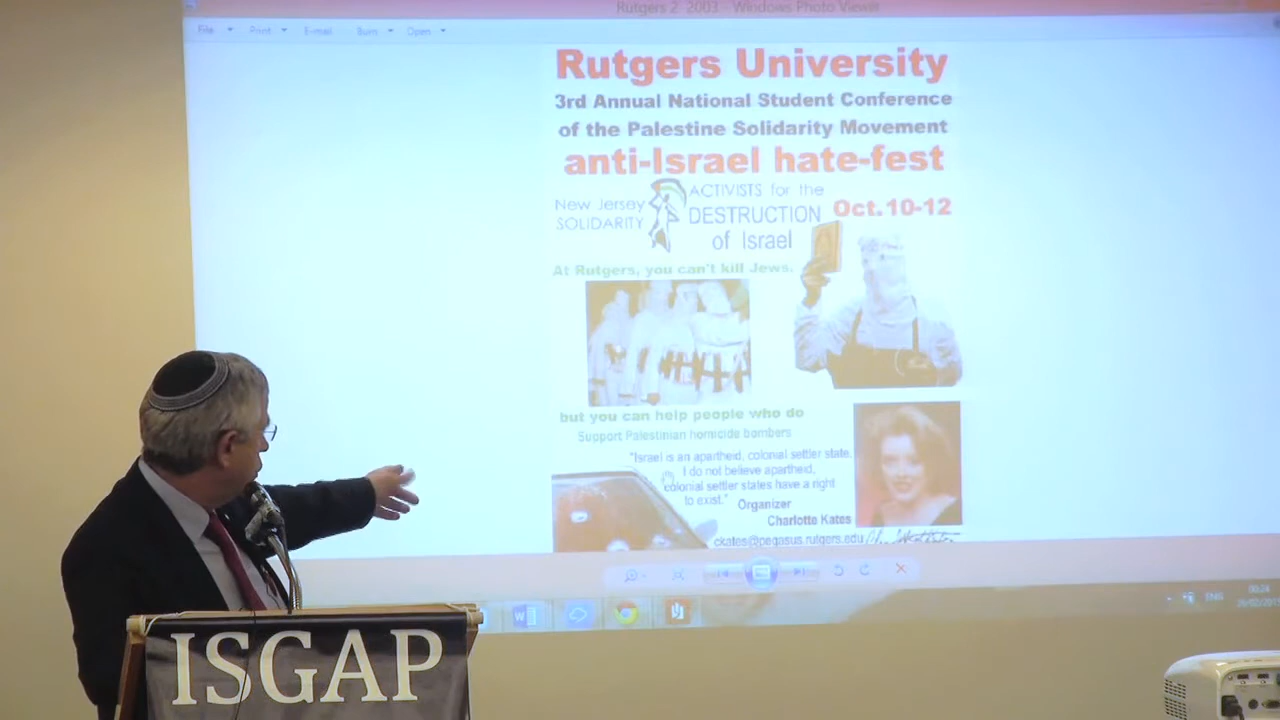 Rutgers 2 2003 - Windows Photo Viewer
File Print E-mail Burn Open
Rutgers University
3rd Annual National Student Conference
of the Palestine Solidarity Movement
anti-Israel hate-fest
New Jersey
SOLIDARITY
ACTIVISTS for the
DESTRUCTION
of Israel
Oct.10-12
At Rutgers, you can't kill Jews.
but you can help people who do
Support Palestinian homicide bombers
"Israel is an apartheid, colonial settler state.
I do not believe apartheid,
colonial settler states have a right
to exist."
Organizer
Charlotte Kates
ckates@pegasus.rutgers.edu
ENG
ISGAP